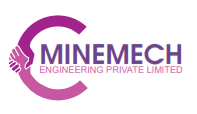 MINEMECH
ENGINEERING PRIVATE LIMITED